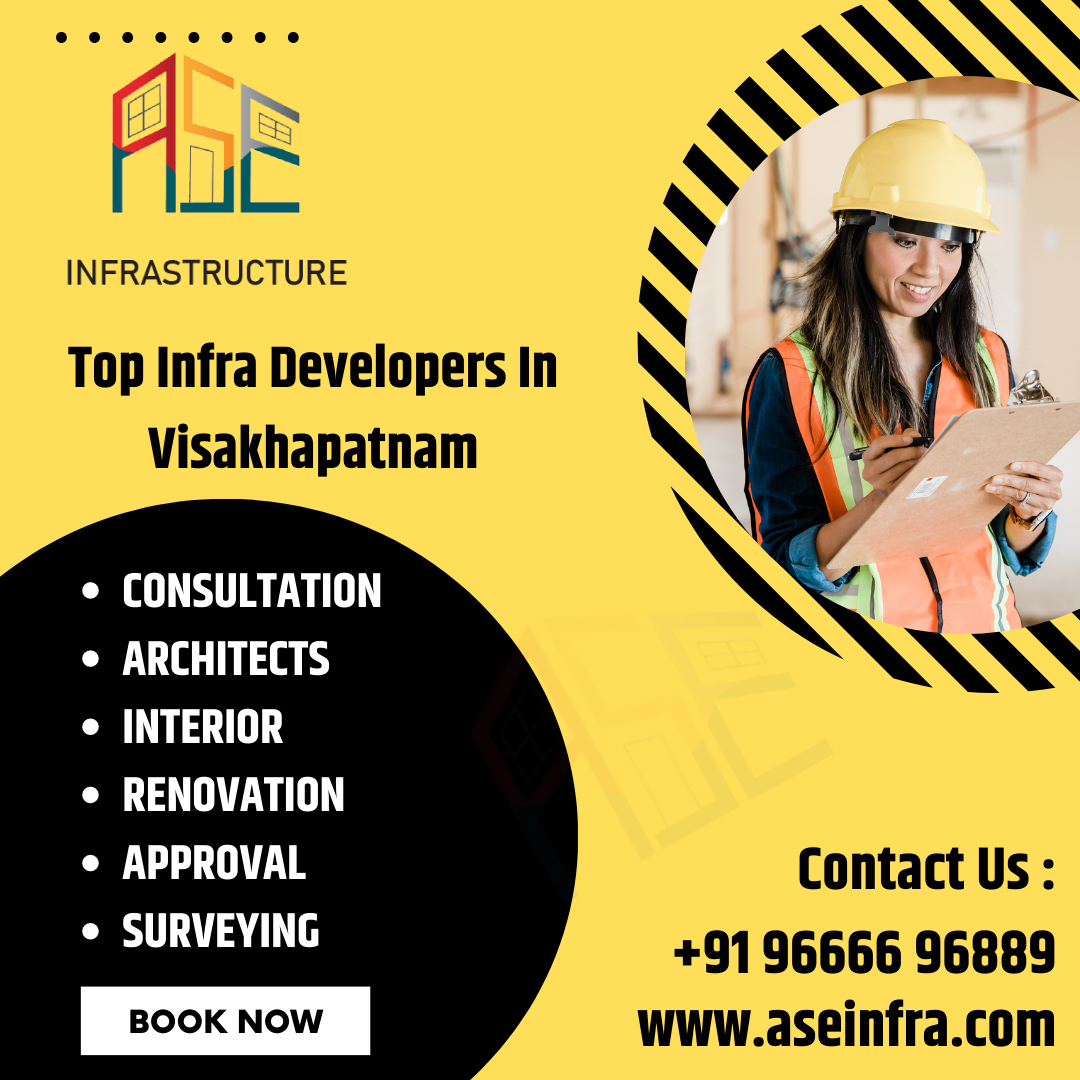 ASE
INFRASTRUCTURE
Top Infra Developers In
Visakhapatnam
• CONSULTATION
• ARCHITECTS
• INTERIOR
• RENOVATION
• APPROVAL
• SURVEYING
BOOK NOW
Contact Us :
+91 96666 96889
www.aseinfra.com